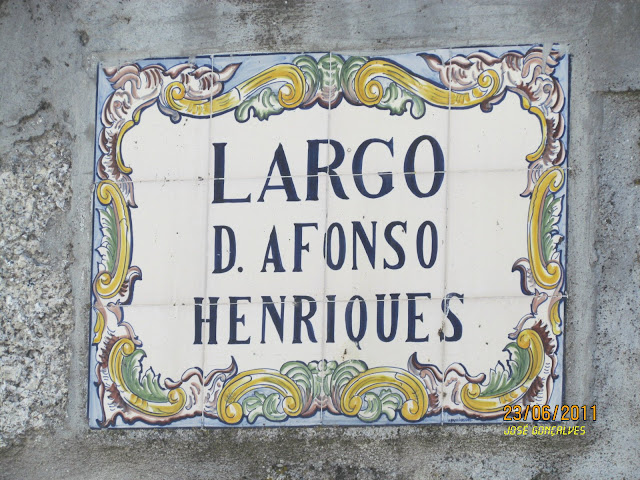 LARGO
D. AFONSO
HENRIQUES
23/06/2011
JOSÉ GONÇALVES